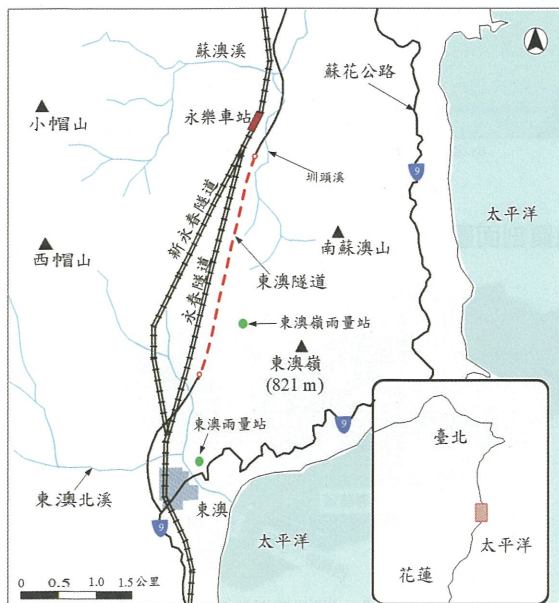 蘇澳溪
蘇花公路
小帽山
永樂車站
圳頭溪
9
太平洋
新永春隧道
南蘇澳山
西帽山
永春隧道
東澳隧道
東澳嶺雨量站
東澳嶺
(821 m)
9
東澳雨量站
臺北
東澳北溪
東澳
9
太平洋
太平洋
花蓮
0 0.5 1.0 1.5公里